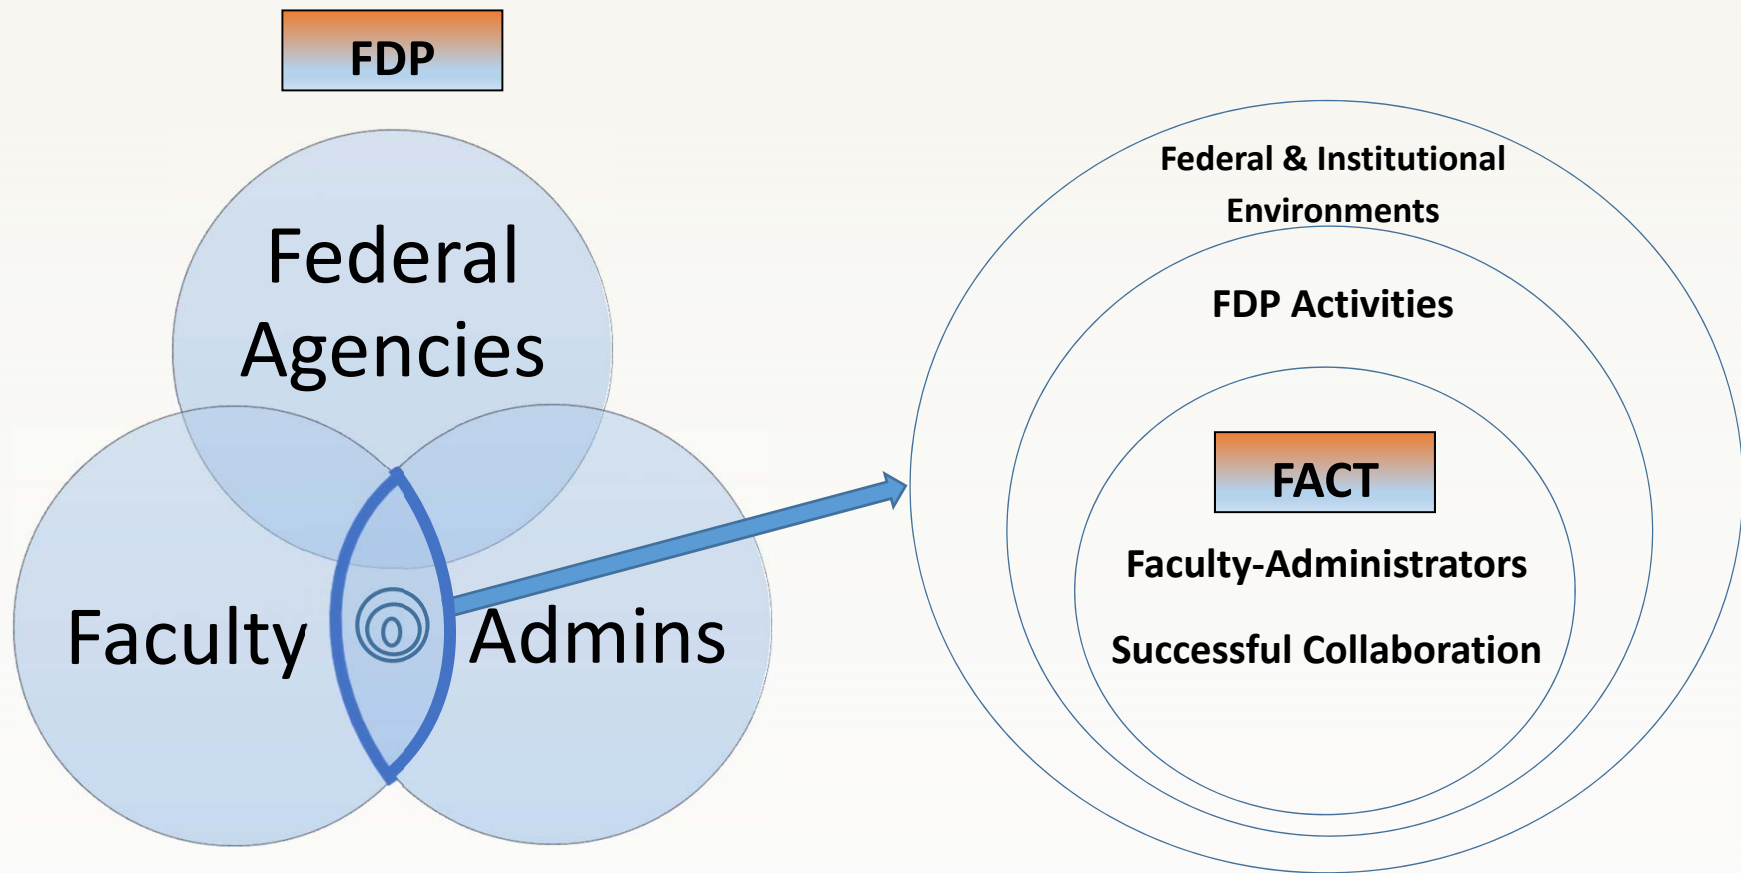 FDP
Federal
Agencies
Faculty
Admins
Federal & Institutional
Environments
FDP Activities
FACT
Faculty-Administrators
Successful Collaboration